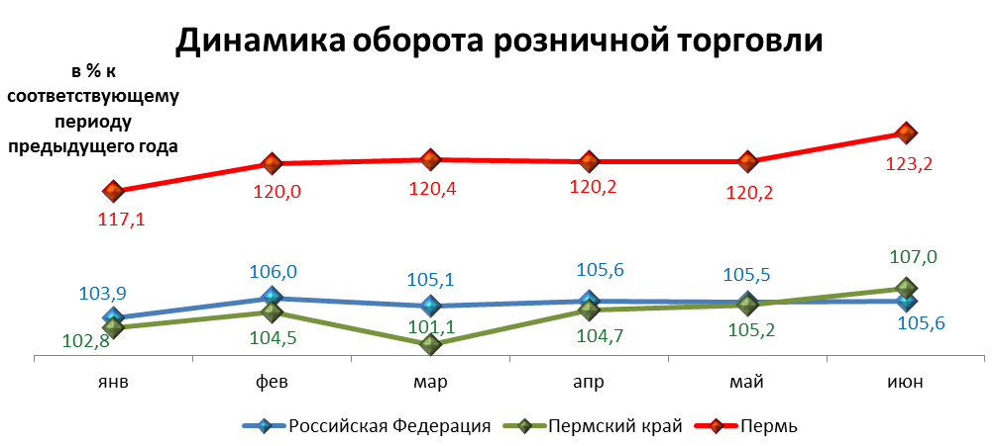 Динамика оборота розничной торговли
в % к
соответствующему
периоду
предыдущего года
117,1
120,0
120,4
120,2
120,2
123,2
103,9
106,0
105,1
105,6
105,5
105,6
102,8
104,5
101,1
104,7
105,2
107,0
янв фев мар апр май июн
Российская Федерация Пермский край Пермь